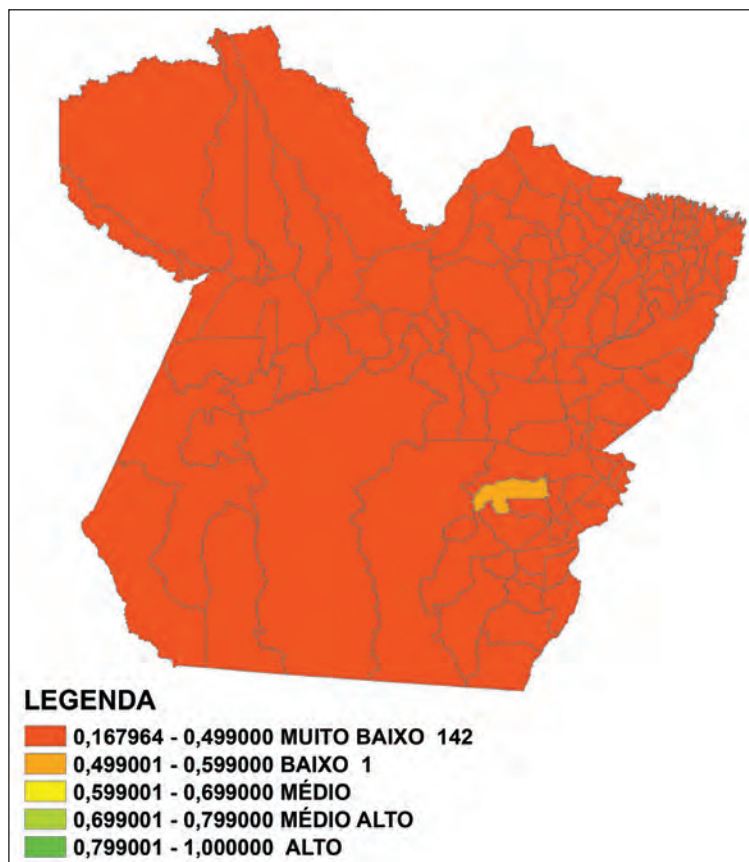 LEGENDA
0,167964 - 0,499000 MUITO BAIXO 142
0,499001 - 0,599000 BAIXO 1
0,599001 - 0,699000 MÉDIO
0,699001 - 0,799000 MÉDIO ALTO
0,799001 - 1,000000 ALTO